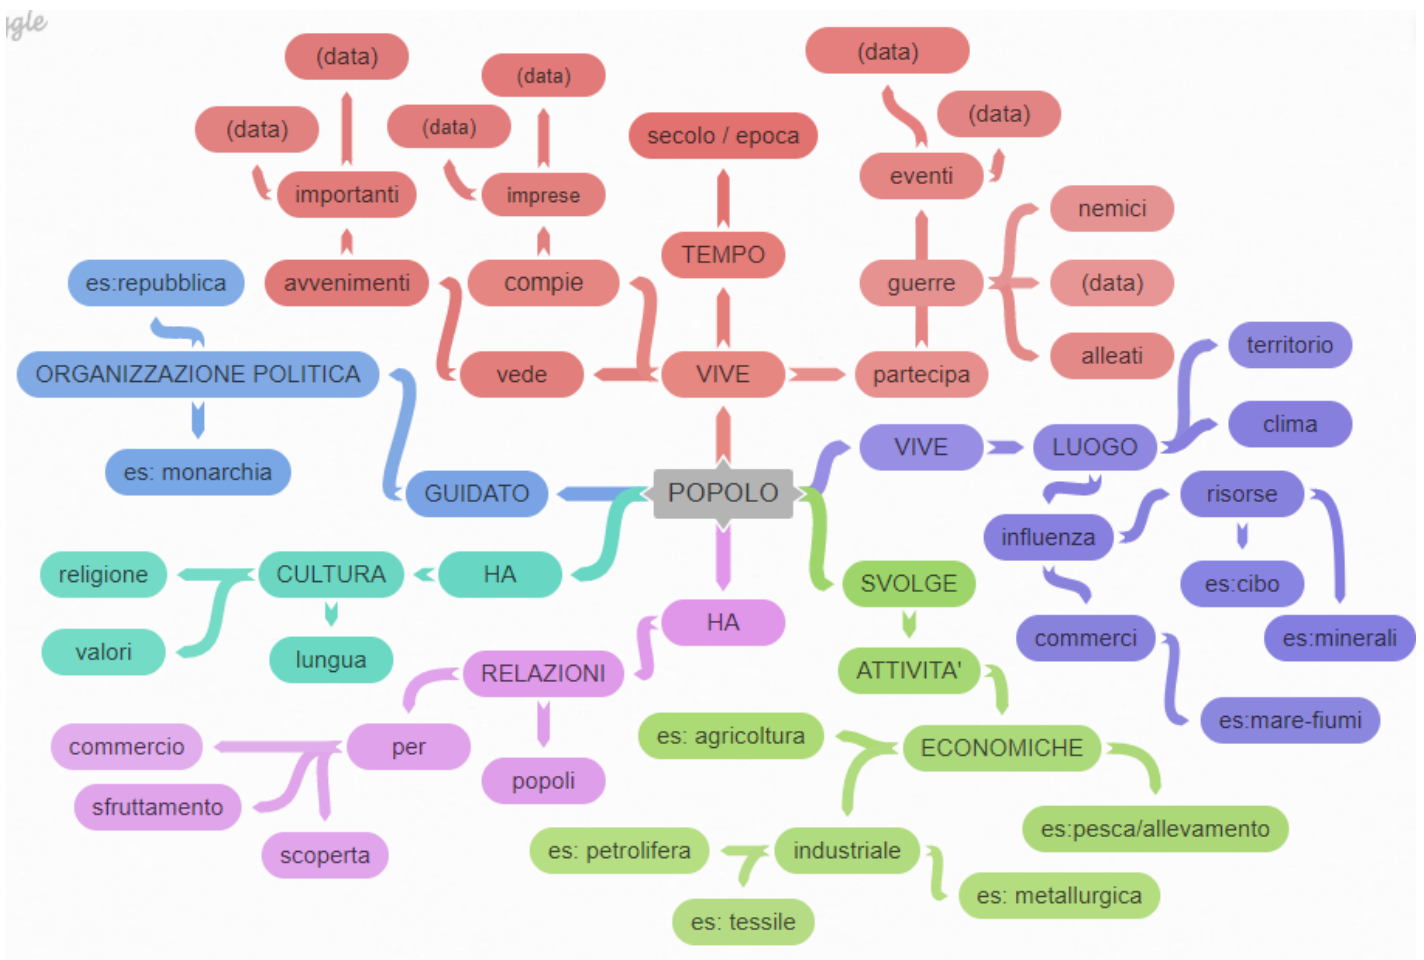 (data)
(data)
(data)
(data)
(data)
(data)
secolo / epoca
eventi
importanti
imprese
nemici
TEMPO
es:repubblica
avvenimenti
compie
guerre
(data)
territorio
alleati
ORGANIZZAZIONE POLITICA
vede
VIVE
partecipa
clima
VIVE
LUOGO
es: monarchia
GUIDATO
POPOLO
risorse
influenza
religione
CULTURA
HA
SVOLGE
es:cibo
HA
commerci
es:minerali
valori
lungua
RELAZIONI
ATTIVITA'
es:mare-fiumi
es: agricoltura
commercio
per
ECONOMICHE
popoli
sfruttamento
es:pesca/allevamento
scoperta
es: petrolifera
industriale
es: metallurgica
es: tessile